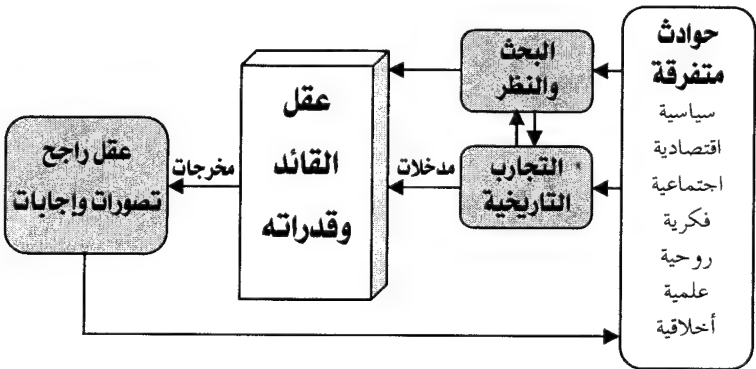 حوادث
متفرقة
سياسية
اقتصادية
اجتماعية
فكرية
روحية
علمية
أخلاقية
البحث
والنظر
التجارب
التاريخية
مدخلات
عقل
القائد
وقدراته
مخرجات
عقل راجح
تصورات وإجابات